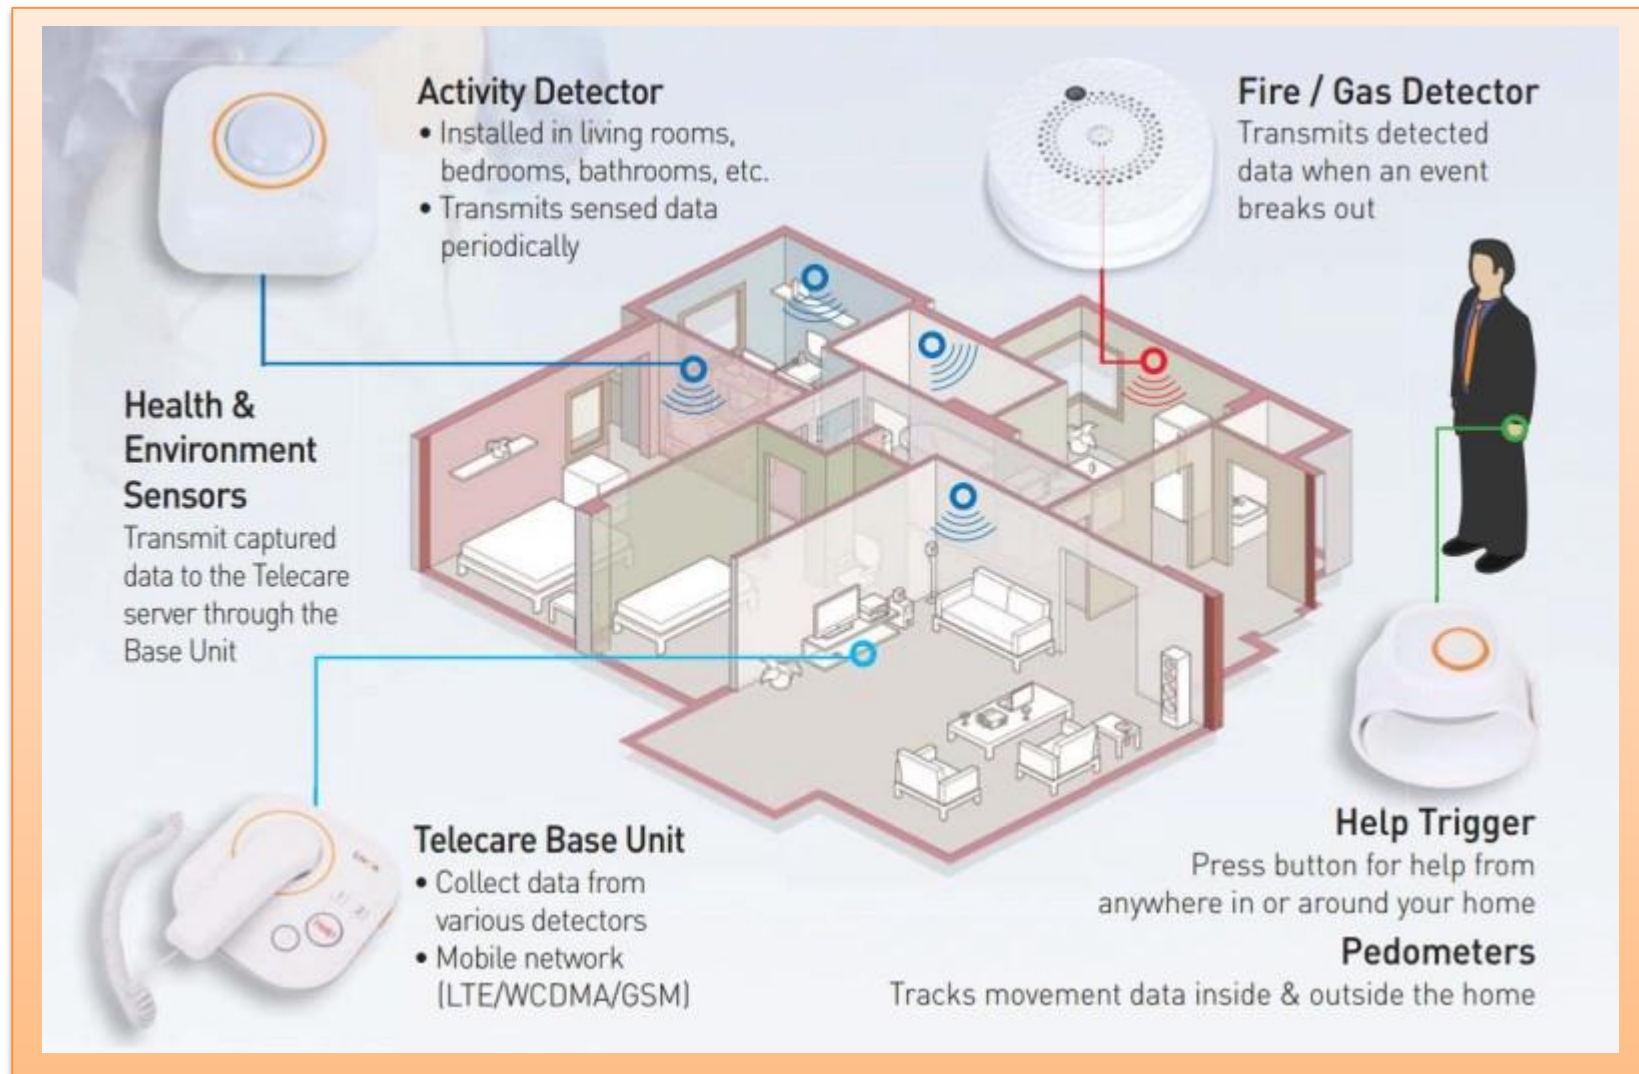 Activity Detector
• Installed in living rooms,
bedrooms, bathrooms, etc.
• Transmits sensed data
periodically
Fire / Gas Detector
Transmits detected
data when an event
breaks out
Health &
Environment
Sensors
Transmit captured
data to the Telecare
server through the
Base Unit
Telecare Base Unit
• Collect data from
various detectors
• Mobile network
(LTE/WCDMA/GSM)
Help Trigger
Press button for help from
anywhere in or around your home
Pedometers
Tracks movement data inside & outside the home